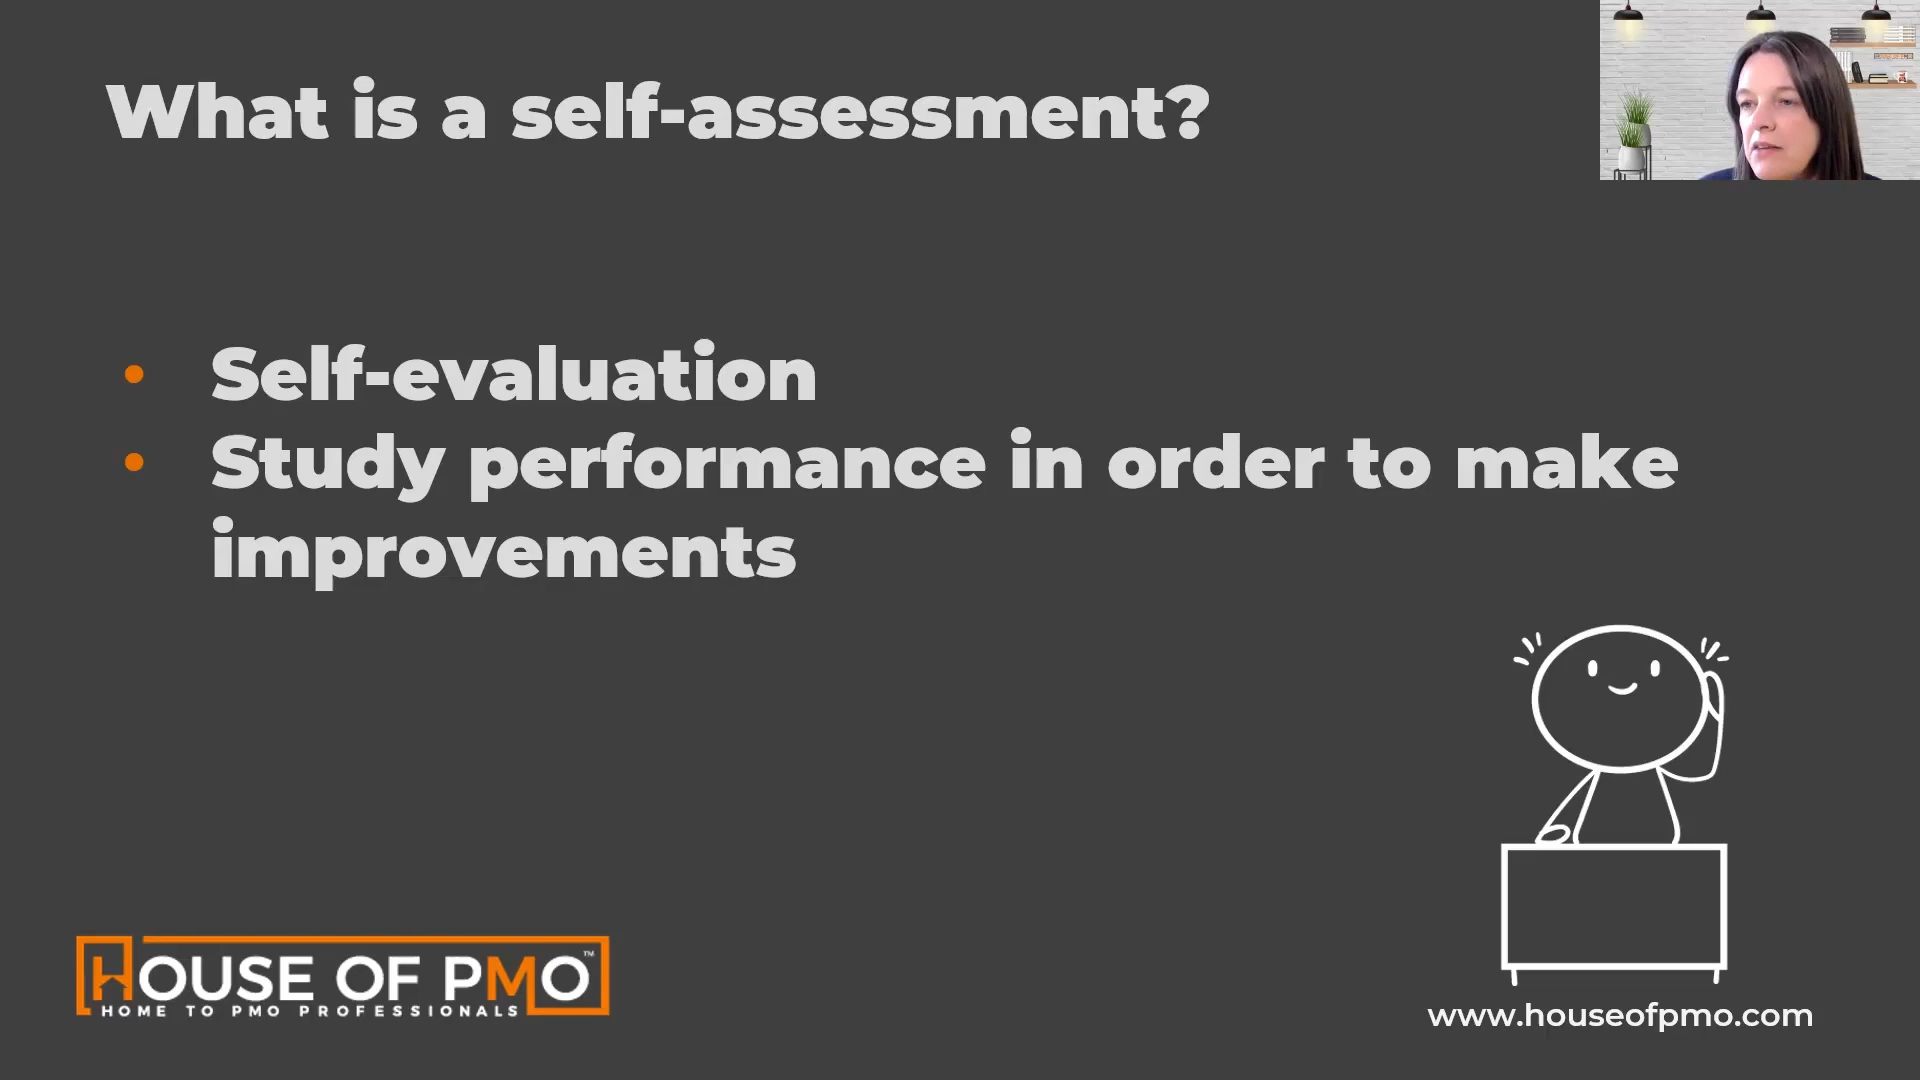 What is a self-assessment?
• Self-evaluation
• Study performance in order to make
improvements
HOUSE OF PMO™
HOME TO PMO PROFESSIONALS
www.houseofpmo.com